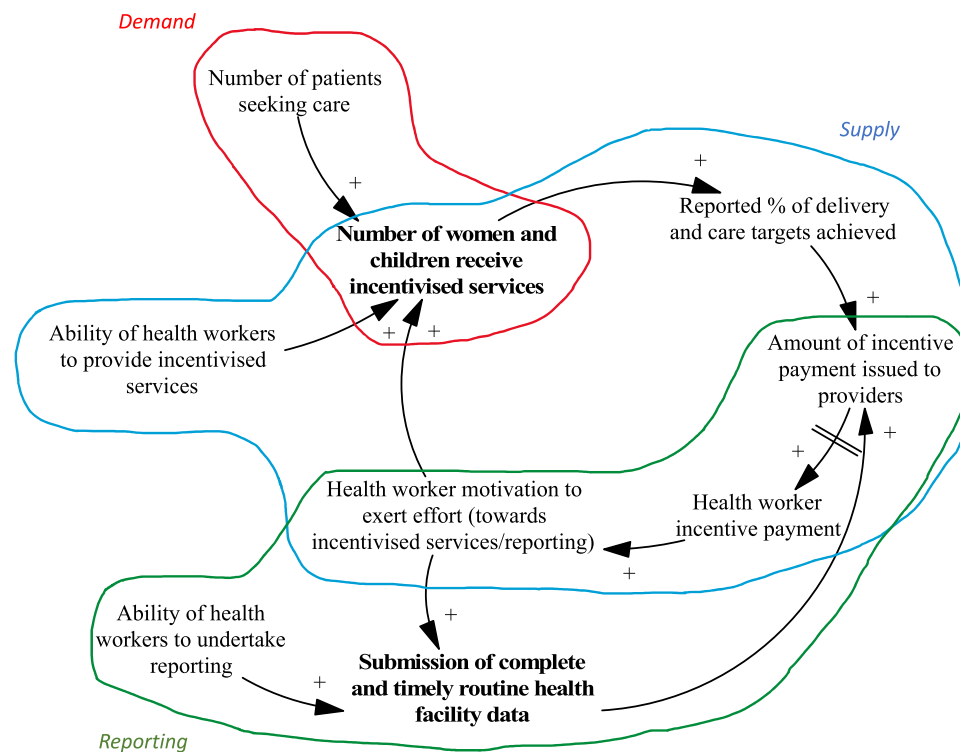 Demand
Number of patients
seeking care
+
Supply
+
Number of women and
children receive
incentivised services
Reported % of delivery
and care targets achieved
+
Ability of health workers
to provide incentivised
services
+
+
Amount of incentive
payment issued to
providers
+
+
Health worker motivation to
exert effort (towards
incentivised services/reporting)
Health worker
incentive payment
+
+
Ability of health
workers to undertake
reporting
+
Submission of complete
and timely routine health
facility data
Reporting